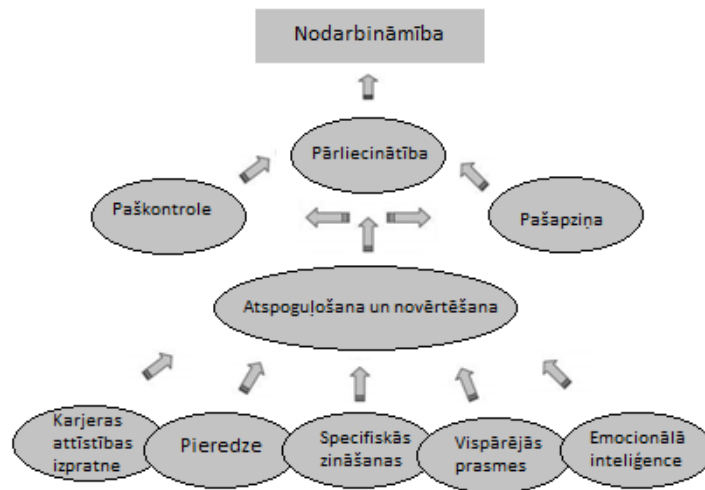 Nodarbināmība
Pārliecinātība
Paškontrole
Pašapziņa
Atspoguļošana un novērtēšana
Karjeras
attīstības
izpratne
Pieredze
Specifiskās
zināšanas
Vispārējās
prasmes
Emocionālā
inteliģence